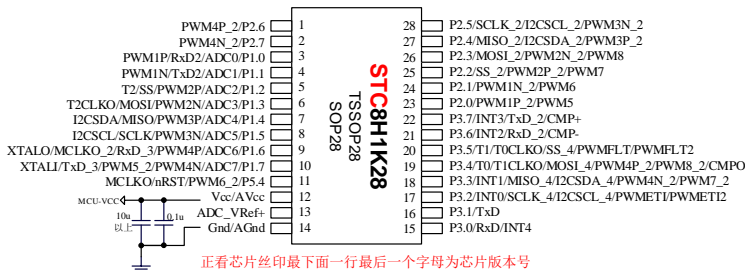 PWM4P_2/P2.6 1
PWM4N_2/P2.7 2
PWM1P/RxD2/ADC0/P1.0 3
PWM1N/TxD2/ADC1/P1.1 4
T2/SS/PWM2P/ADC2/P1.2 5
T2CLKO/MOSI/PWM2N/ADC3/P1.3 6
I2CSDA/MISO/PWM3P/ADC4/P1.4 7
I2CSCL/SCLK/PWM3N/ADC5/P1.5 8
XTALO/MCLKO_2/RxD_3/PWM4P/ADC6/P1.6 9
XTALI/TxD_3/PWM5_2/PWM4N/ADC7/P1.7 10
MCLKO/nRST/PWM6_2/P5.4 11
MCU-VCC Vcc/AVcc 12
10u
以上
0.1u
ADC_VRef+ 13
Gnd/AGnd 14
STC8H1K28
TSSOP28
SOP28
28 P2.5/SCLK_2/I2CSCL_2/PWM3N_2
27 P2.4/MISO_2/I2CSDA_2/PWM3P_2
26 P2.3/MOSI_2/PWM2N_2/PWM8
25 P2.2/SS_2/PWM2P_2/PWM7
24 P2.1/PWM1N_2/PWM6
23 P2.0/PWM1P_2/PWM5
22 P3.7/INT3/TxD_2/CMP+
21 P3.6/INT2/RxD_2/CMP-
20 P3.5/T1/T0CLKO/SS_4/PWMFLT/PWMFLT2
19 P3.4/T0/T1CLKO/MOSI_4/PWM4P_2/PWM8_2/CMPO
18 P3.3/INT1/MISO_4/I2CSDA_4/PWM4N_2/PWM7_2
17 P3.2/INT0/SCLK_4/I2CSCL_4/PWMETI/PWMETI2
16 P3.1/TxD
15 P3.0/RxD/INT4
正看芯片丝印最下面一行最后一个字母为芯片版本号